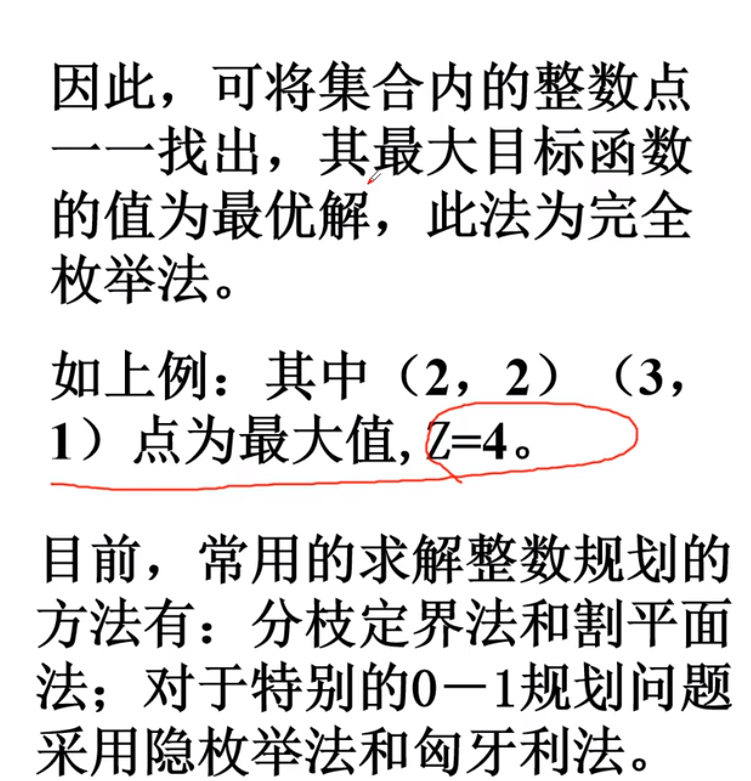 因此，可将集合内的整数点
一一找出，其最大目标函数
的值为最优解，此法为完全
枚举法。
如上例：其中（2，2）（3，
1）点为最大值,Z=4。
目前，常用的求解整数规划的
方法有：分枝定界法和割平面
法；对于特别的0－1规划问题
采用隐枚举法和匈牙利法。